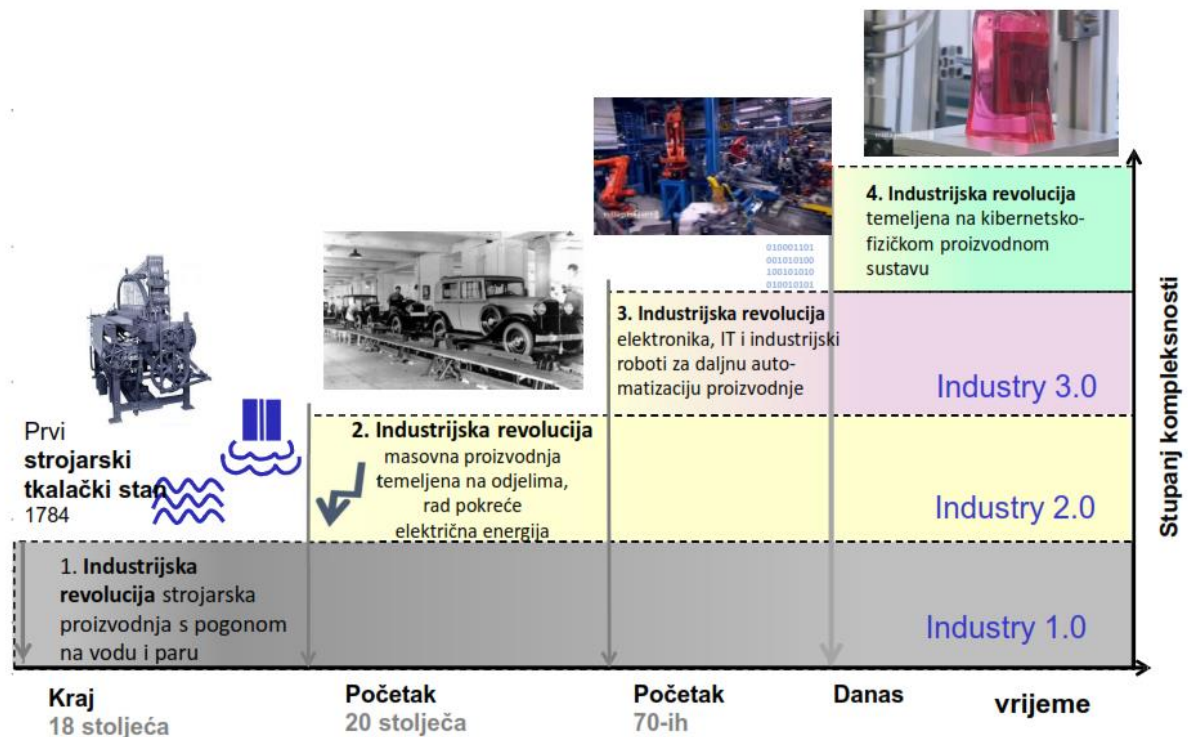 010001101
001010100
100101010
010010101
4. Industrijska revolucija
temeljena na kibernetsko-
fizičkom proizvodnom
sustavu
3. Industrijska revolucija
elektronika, IT i industrijski
roboti za daljnu auto-
matizaciju proizvodnje
Industry 3.0
Prvi
strojarski
tkalački stan
1784
2. Industrijska revolucija
masovna proizvodnja
temeljena na odjelima,
rad pokreće
električna energija
Industry 2.0
1. Industrijska
revolucija strojarska
proizvodnja s pogonom
na vodu i paru
Industry 1.0
Stupanj kompleksnosti
Kraj
18 stoljeća
Početak
20 stolječa
Početak
70-ih
Danas
vrijeme